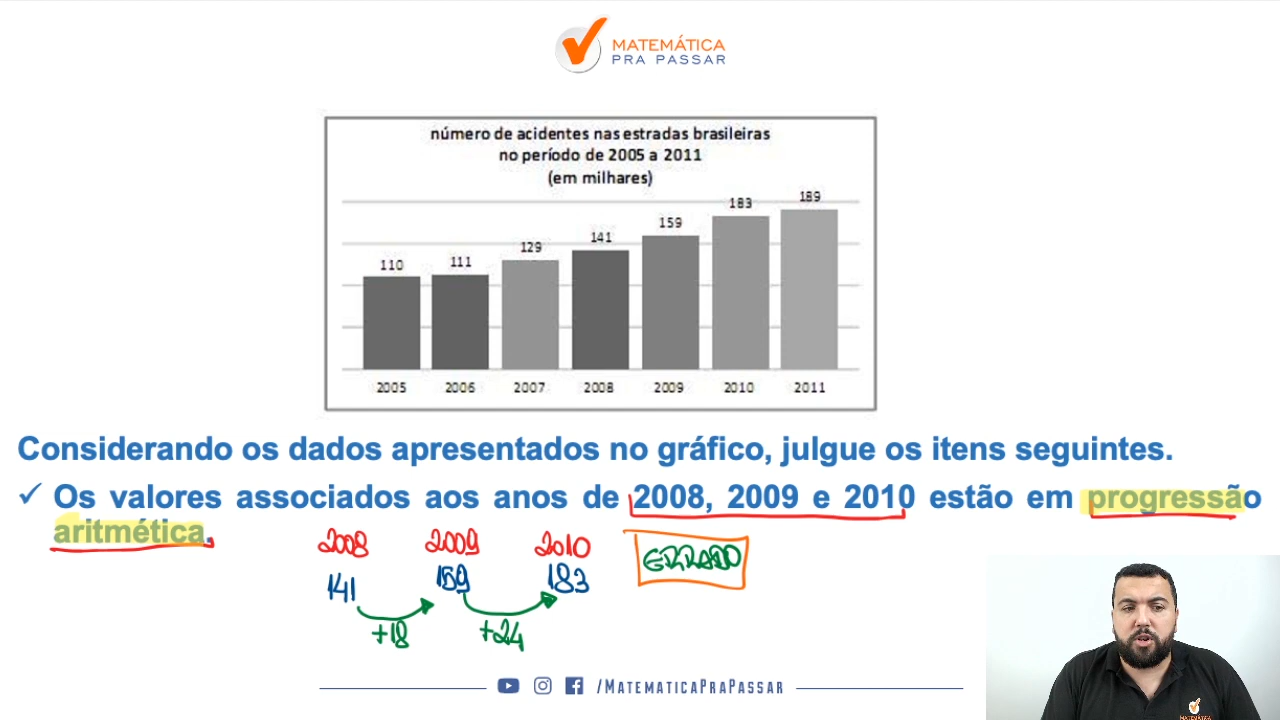 MATEMÁTICA
PRA PASSAR
número de acidentes nas estradas brasileiras
no período de 2005 a 2011
(em milhares)
110 111 129 141 159 183 189
2005 2006 2007 2008 2009 2010 2011
Considerando os dados apresentados no gráfico, julgue os itens seguintes.
✓ Os valores associados aos anos de 2008, 2009 e 2010 estão em progressão
aritmética.
2008 2009 2010 ERRADO
141 159 183
+18 +24
/MATEMATICAPRAPASSAR
MATEMÁTICA